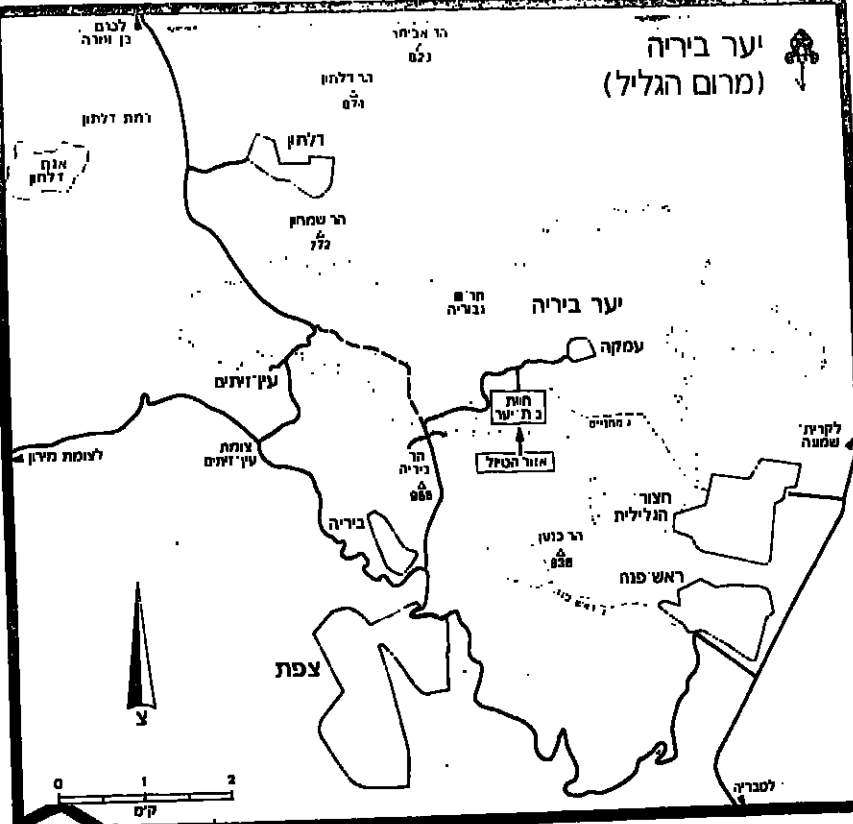 יער ביריה
(מרום הגליל)
לכרם
בן זימרה
הר אביתר
הר דלתון
רמת דלתון
אגם
דלתון
דלתון
הר שמחון
772
חר'
נבוריה
יער ביריה
עמקה
עין־זיתים
חוות
בת יער
אזור הטיול
לקרית־
שמונה
לצומת מירון
צומת
עין־זיתים
הר
ביריה
955
חצור
הגלילית
ביריה
הר כנען
ראש־פנה
צפת
צ
0 1 2
ק"מ
לטבריה